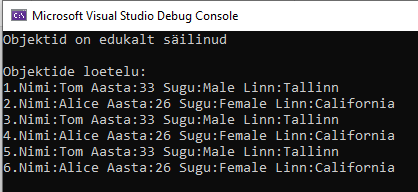 Microsoft Visual Studio Debug Console
Objektid on edukalt säilinud
Objektide loetelu:
1.Nimi:Tom Aasta:33 Sugu:Male Linn:Tallinn
2.Nimi:Alice Aasta:26 Sugu:Female Linn:California
3.Nimi:Tom Aasta:33 Sugu:Male Linn:Tallinn
4.Nimi:Alice Aasta:26 Sugu:Female Linn:California
5.Nimi:Tom Aasta:33 Sugu:Male Linn:Tallinn
6.Nimi:Alice Aasta:26 Sugu:Female Linn:California